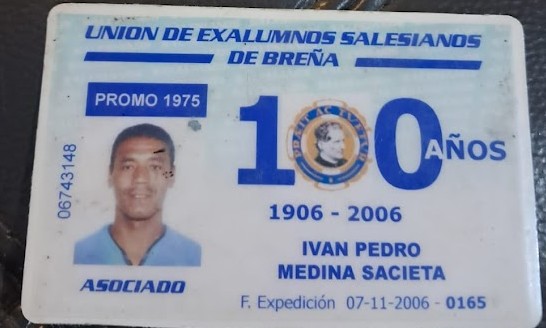 UNION DE EXALUMNOS SALESIANOS
DE BREÑA
PROMO 1975
100 AÑOS
06743148
1906 - 2006
IVAN PEDRO
MEDINA SACIETA
ASOCIADO
F. Expedición 07-11-2006 - 0165